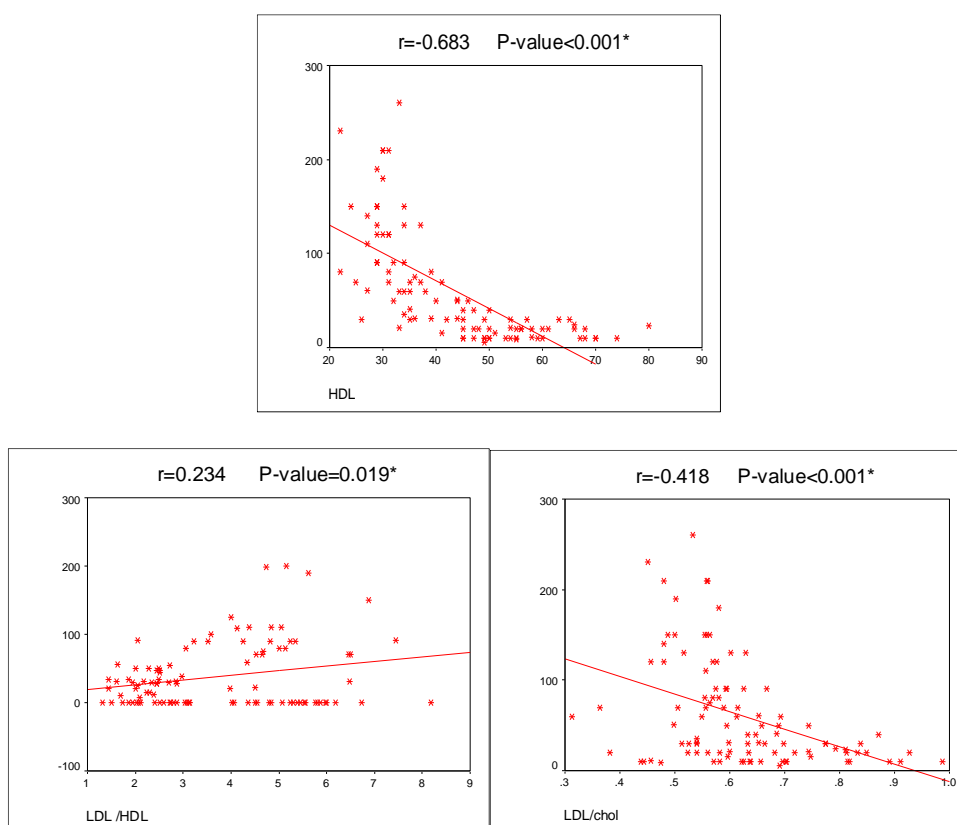 r=-0.683 P-value<0.001*
300
200
100
0
20 30 40 50 60 70 80 90
HDL
r=0.234 P-value=0.019*
300
200
100
0
-100
1 2 3 4 5 6 7 8 9
LDL /HDL
r=-0.418 P-value<0.001*
300
200
100
0
.3 .4 .5 .6 .7 .8 .9 1.0
LDL/chol